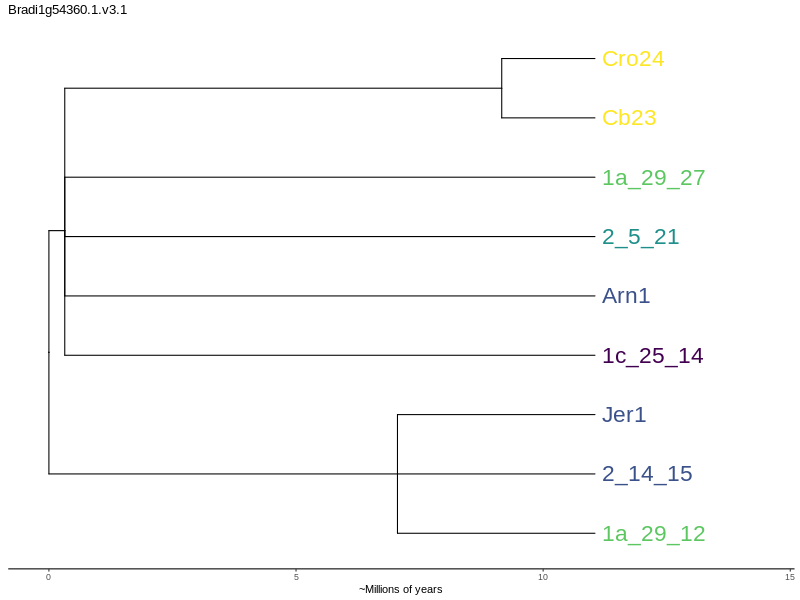 Bradi1g54360.1.v3.1
Cro24
Cb23
1a_29_27
2_5_21
Arn1
1c_25_14
Jer1
2_14_15
1a_29_12
0 5 10 15
~Millions of years